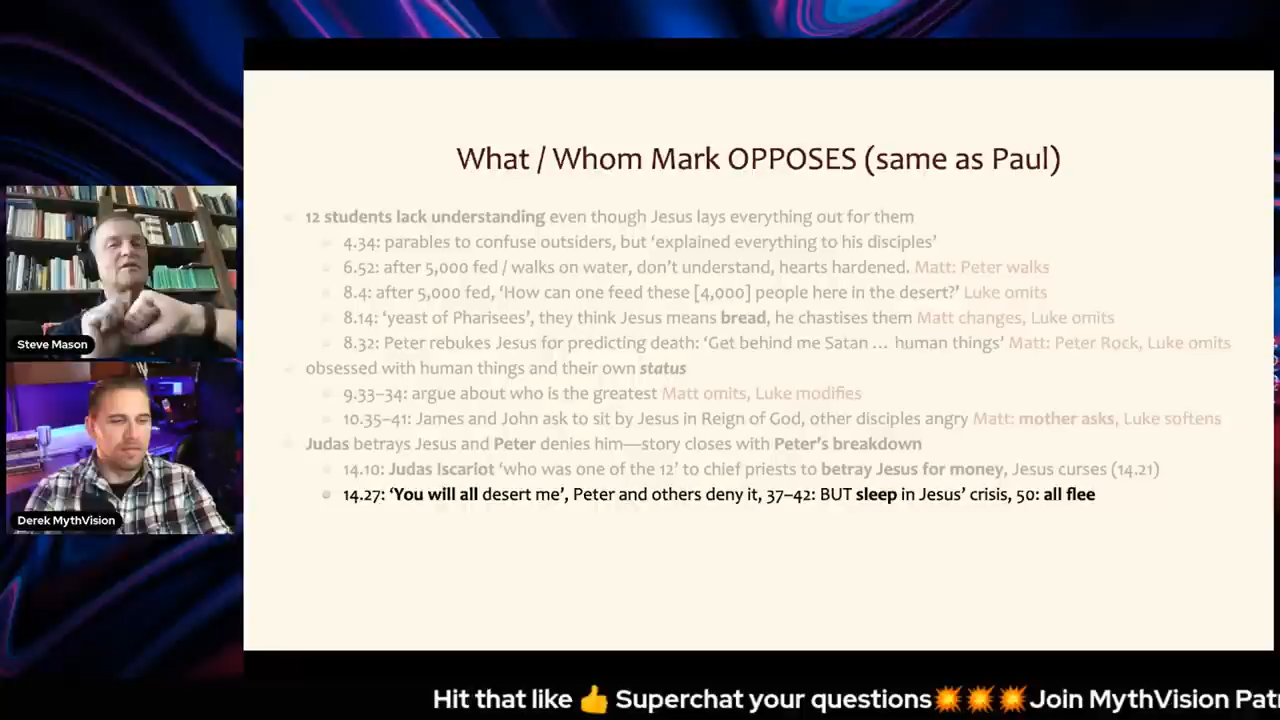 What / Whom Mark OPPOSES (same as Paul)
12 students lack understanding even though Jesus lays everything out for them
4.34: parables to confuse outsiders, but ‘explained everything to his disciples’
6.52: after 5,000 fed / walks on water, don’t understand, hearts hardened. Matt: Peter walks
8.4: after 5,000 fed, ‘How can one feed these [4,000] people here in the desert?’ Luke omits
8.14: ‘yeast of Pharisees’, they think Jesus means bread, he chastises them Matt changes, Luke omits
8.32: Peter rebukes Jesus for predicting death: ‘Get behind me Satan … human things’ Matt: Peter Rock, Luke omits
obsessed with human things and their own status
9.33–34: argue about who is the greatest Matt omits, Luke modifies
10.35–41: James and John ask to sit by Jesus in Reign of God, other disciples angry Matt: mother asks, Luke softens
Judas betrays Jesus and Peter denies him—story closes with Peter’s breakdown
14.10: Judas Iscariot ‘who was one of the 12’ to chief priests to betray Jesus for money, Jesus curses (14.21)
14.27: ‘You will all desert me’, Peter and others deny it, 37–42: BUT sleep in Jesus’ crisis, 50: all flee
Steve Mason
Derek MythVision
Hit that like 👍 Superchat your questions💥💥💥Join MythVision Pat